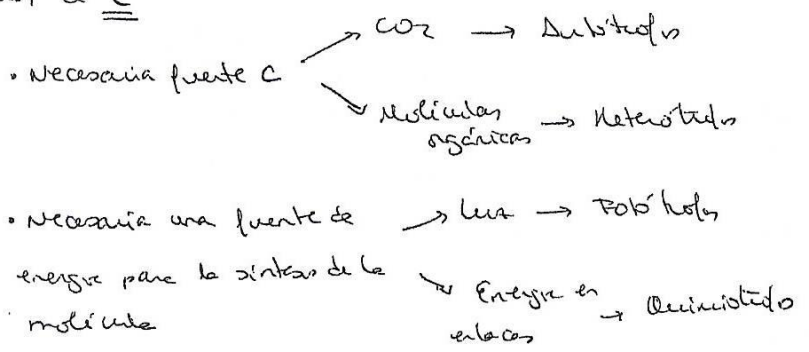 C
CO2 → Autótrofos
· Necesaria fuente C
Moléculas
orgánicas → Heterótrofos
· Necesaria una fuente de → luz → Fotótrofos
energía para la síntesis de la
molécula
Energía en
enlaces → Quimiótrofos